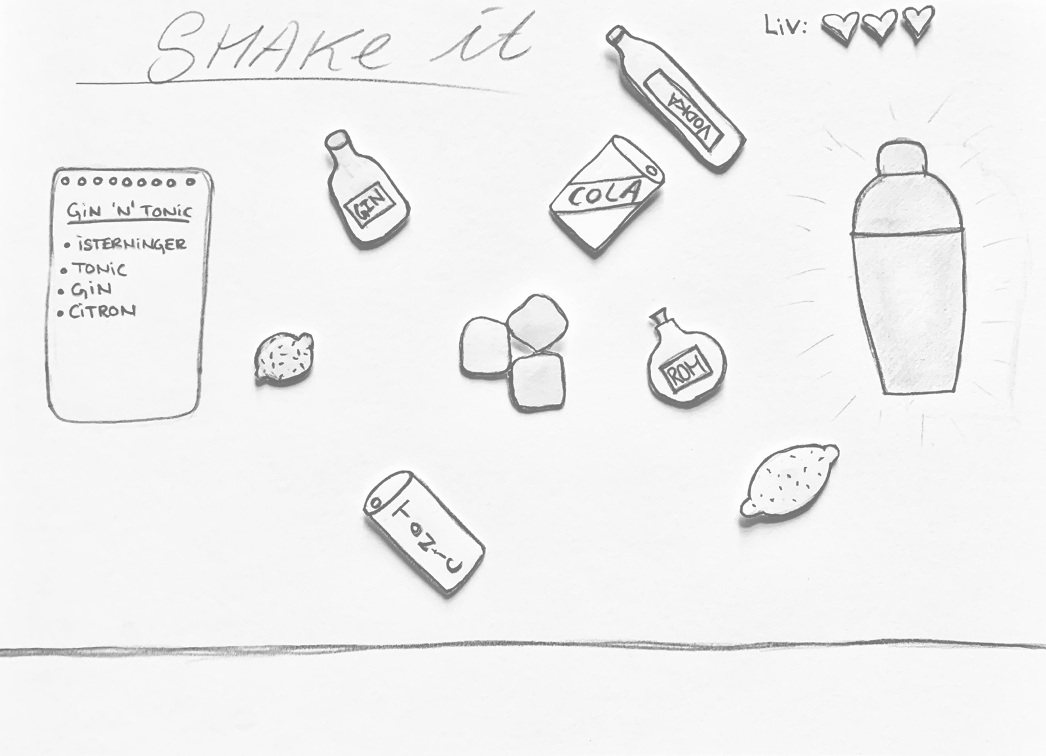 SHAKe it
Liv:
VODKA
COLA
GIN
GiN 'N' TONiC
• iSTERNiNGER
• TONiC
• GiN
• CiTRON
ROM
TONiC